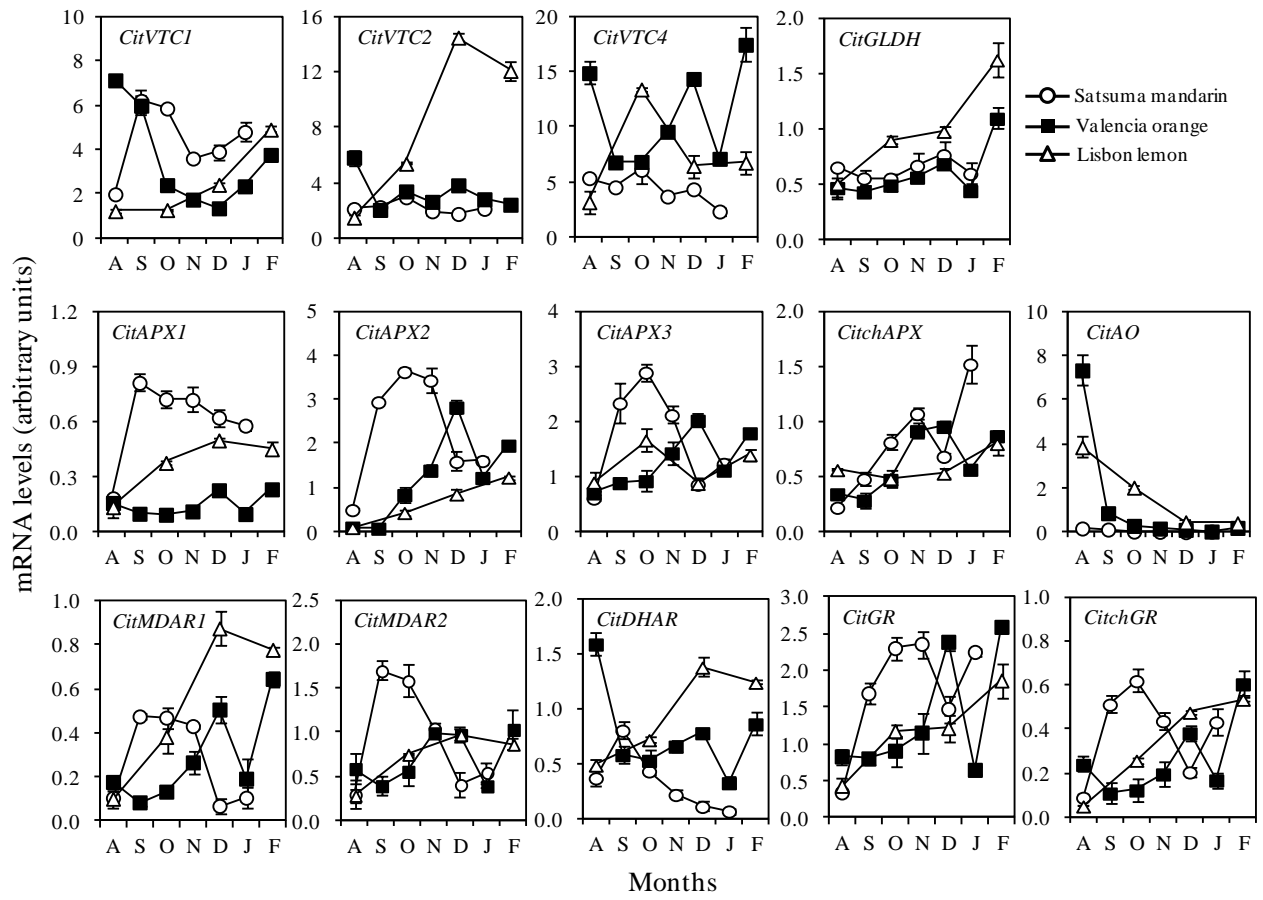 CitVTC1
10
8
6
4
2
0
A S O N D J F
CitVTC2
16
12
8
4
0
A S O N D J F
CitVTC4
20
15
10
5
0
A S O N D J F
CitGLDH
2.0
1.5
1.0
0.5
0.0
A S O N D J F
Satsuma mandarin
Valencia orange
Lisbon lemon
mRNA levels (arbitrary units)
CitAPX1
1.2
0.9
0.6
0.3
0.0
A S O N D J F
CitAPX2
5
4
3
2
1
0
A S O N D J F
CitAPX3
4
3
2
1
0
A S O N D J F
CitchAPX
2.0
1.5
1.0
0.5
0.0
A S O N D J F
CitAO
10
8
6
4
2
0
A S O N D J F
CitMDAR1
1.0
0.8
0.6
0.4
0.2
0.0
A S O N D J F
CitMDAR2
2.5
2.0
1.5
1.0
0.5
0.0
A S O N D J F
CitDHAR
2.0
1.5
1.0
0.5
0.0
A S O N D J F
CitGR
3.0
2.5
2.0
1.5
1.0
0.5
0.0
A S O N D J F
CitchGR
1.0
0.8
0.6
0.4
0.2
0.0
A S O N D J F
Months